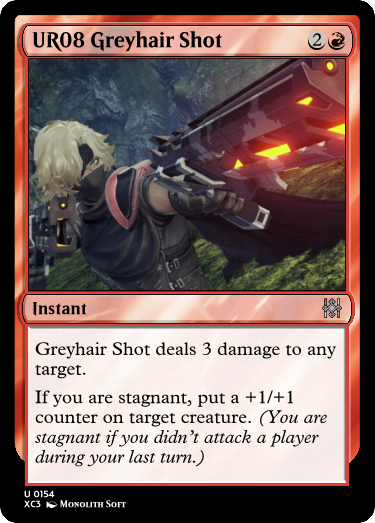 UR08 Greyhair Shot 2
Instant
Greyhair Shot deals 3 damage to any
target.
If you are stagnant, put a +1/+1
counter on target creature. (You are
stagnant if you didn't attack a player
during your last turn.)
U 0154
XC3 Monolith Soft